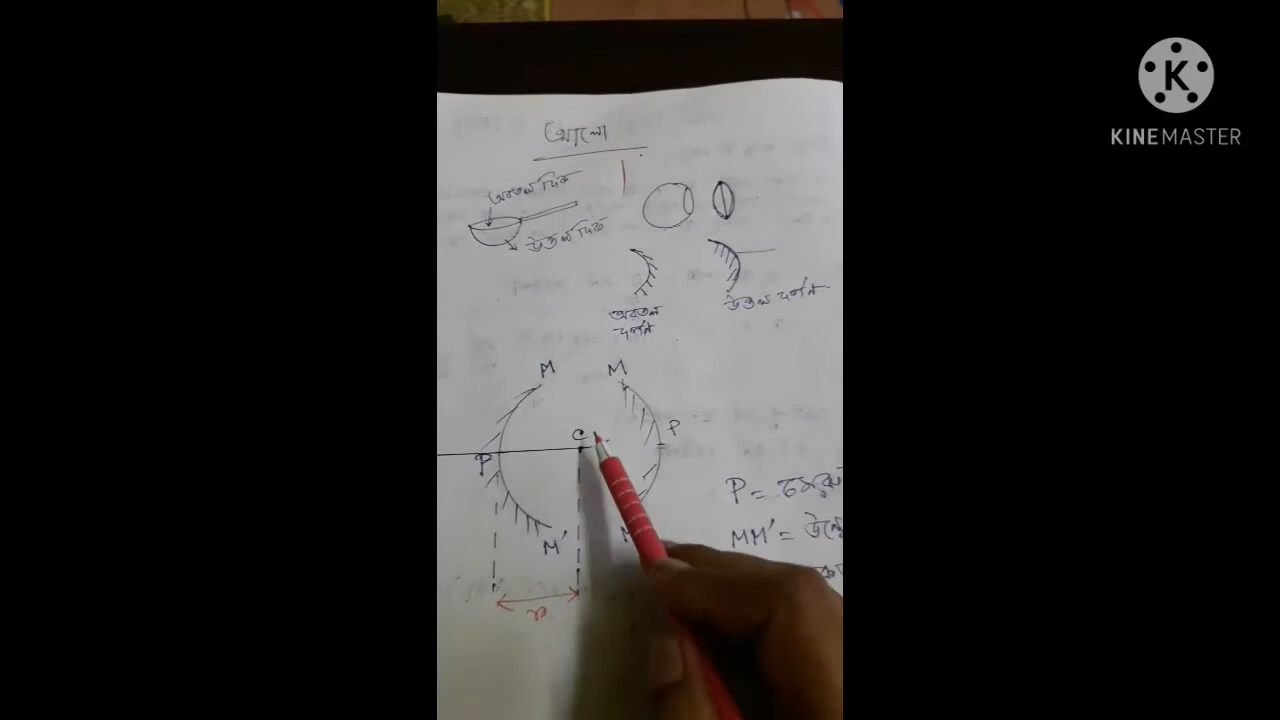 আলো
অবতল দিক
উত্তল দিক
অবতল
দর্পণ
উত্তল দর্পণ
M
M
C
P
P
P =
MM' =
M'
M
r
KINEMASTER